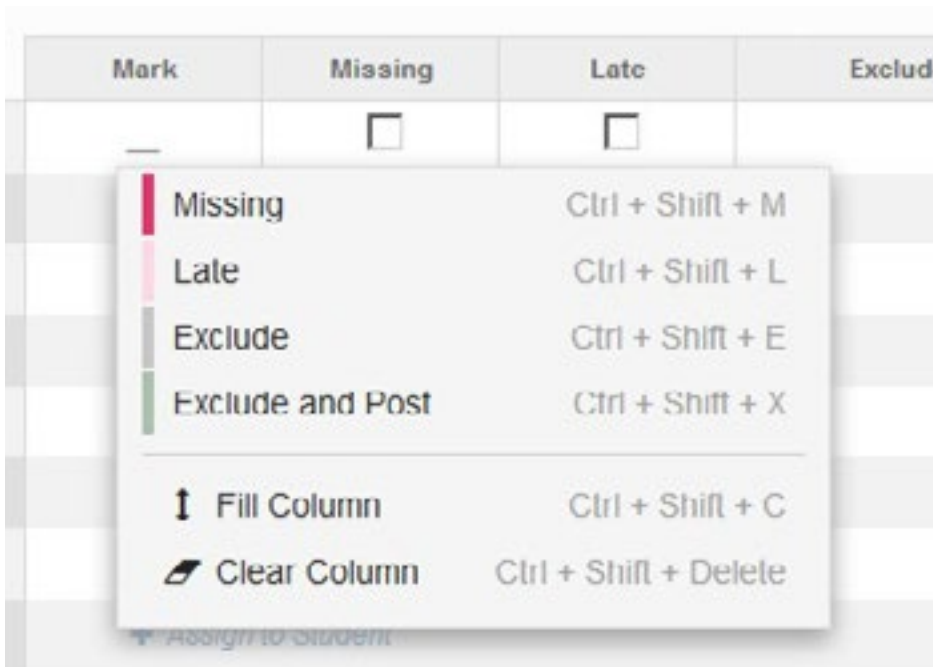 Mark Missing Late Exclud
Missing Ctrl + Shift + M
Late Ctrl + Shift + L
Exclude Ctrl + Shift + E
Exclude and Post Ctrl + Shift + X
Fill Column Ctrl + Shift + C
Clear Column Ctrl + Shift + Delete
+ Assign to Student